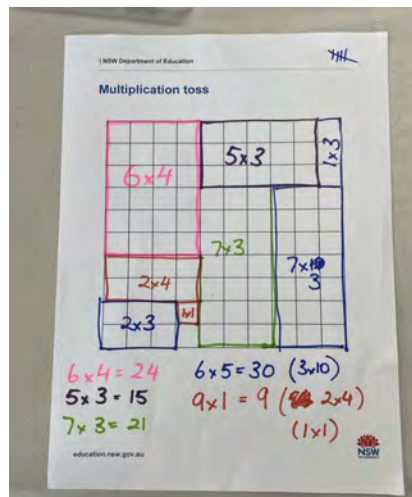 | NSW Department of Education
Multiplication toss
6x4
5x3
1x3
7x3
7x
3
2x4
2x3
1x1
6x4=24
6x5=30 (3x10)
5x3=15
9x1=9 ( 2x4)
7x3=21
(1x1)
education.nsw.gov.au
NSW